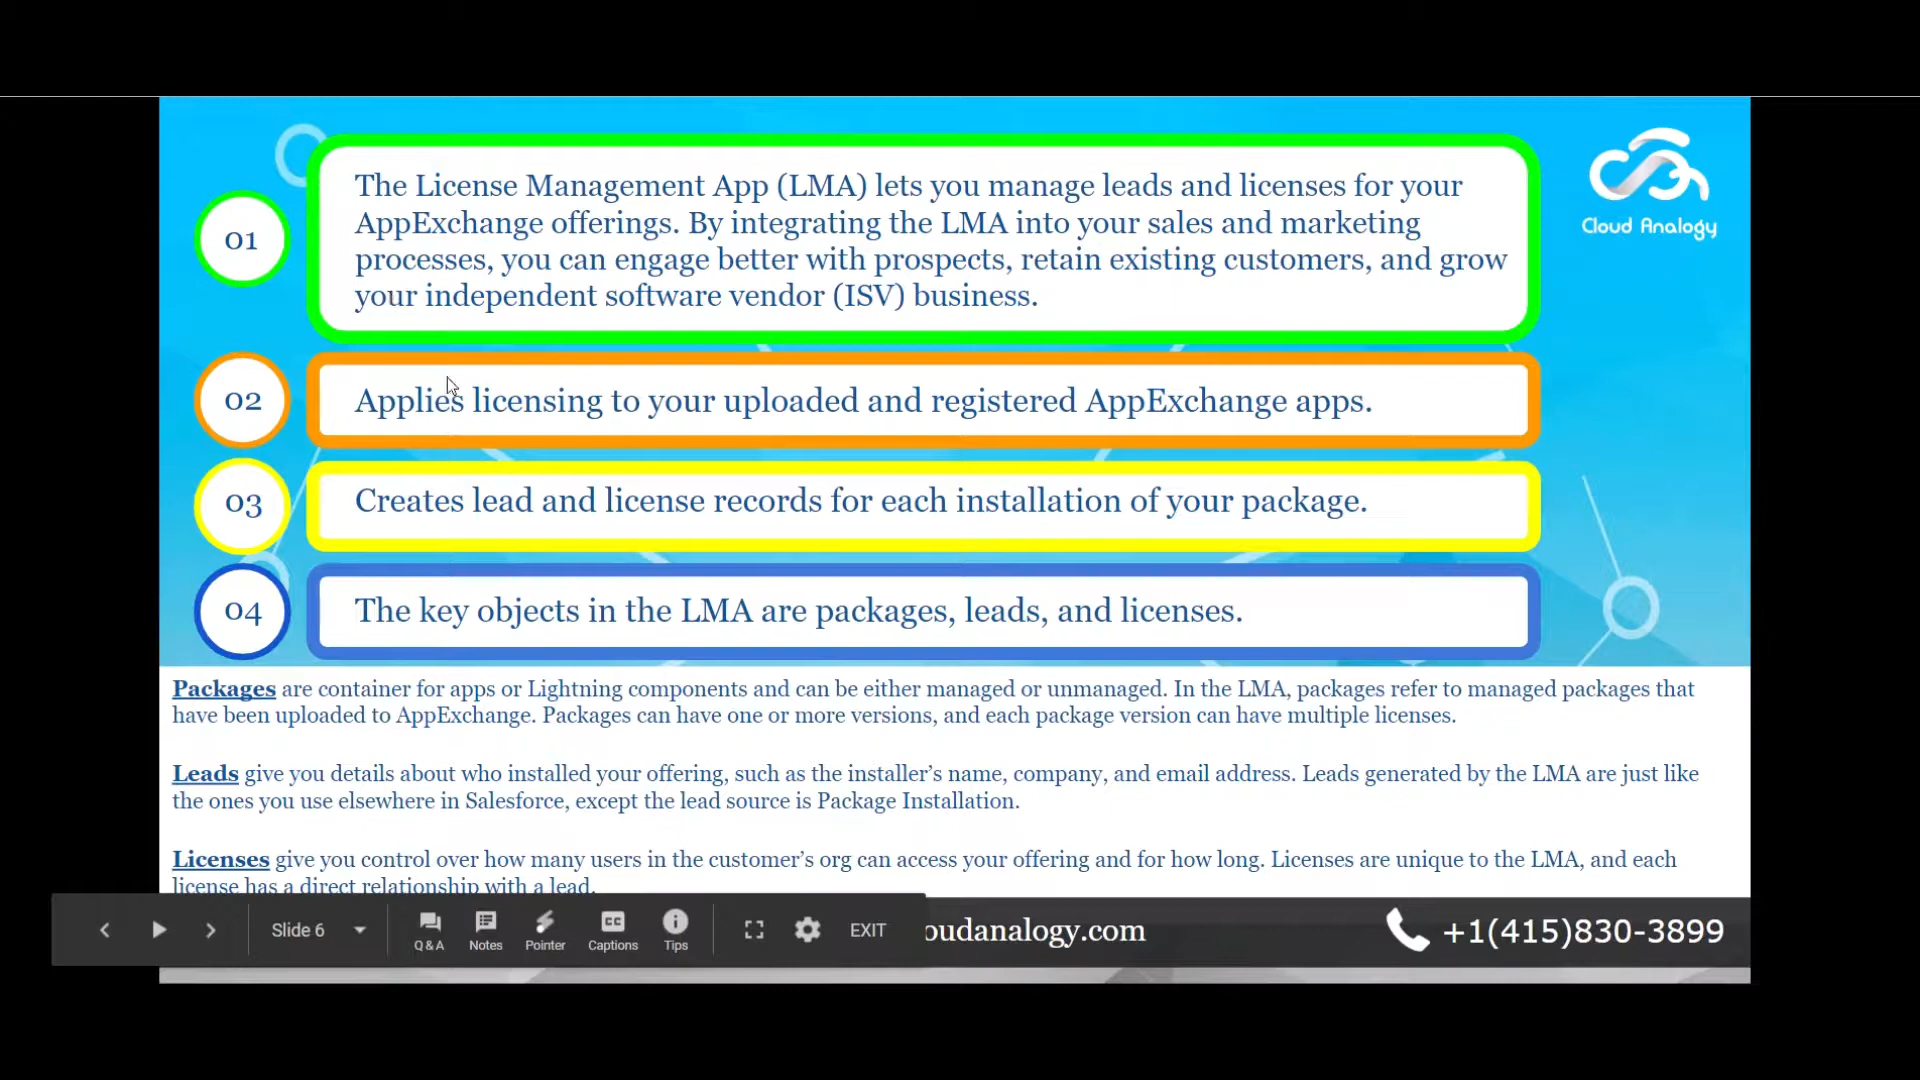 01
The License Management App (LMA) lets you manage leads and licenses for your
AppExchange offerings. By integrating the LMA into your sales and marketing
processes, you can engage better with prospects, retain existing customers, and grow
your independent software vendor (ISV) business.
Cloud Analogy
02
Applies licensing to your uploaded and registered AppExchange apps.
03
Creates lead and license records for each installation of your package.
04
The key objects in the LMA are packages, leads, and licenses.
Packages are container for apps or Lightning components and can be either managed or unmanaged. In the LMA, packages refer to managed packages that
have been uploaded to AppExchange. Packages can have one or more versions, and each package version can have multiple licenses.
Leads give you details about who installed your offering, such as the installer's name, company, and email address. Leads generated by the LMA are just like
the ones you use elsewhere in Salesforce, except the lead source is Package Installation.
Licenses give you control over how many users in the customer's org can access your offering and for how long. Licenses are unique to the LMA, and each
license has a direct relationship with a lead.
Slide 6
Q&A
Notes
Pointer
CC
Captions
Tips
EXIT
oudanalogy.com
+1(415)830-3899